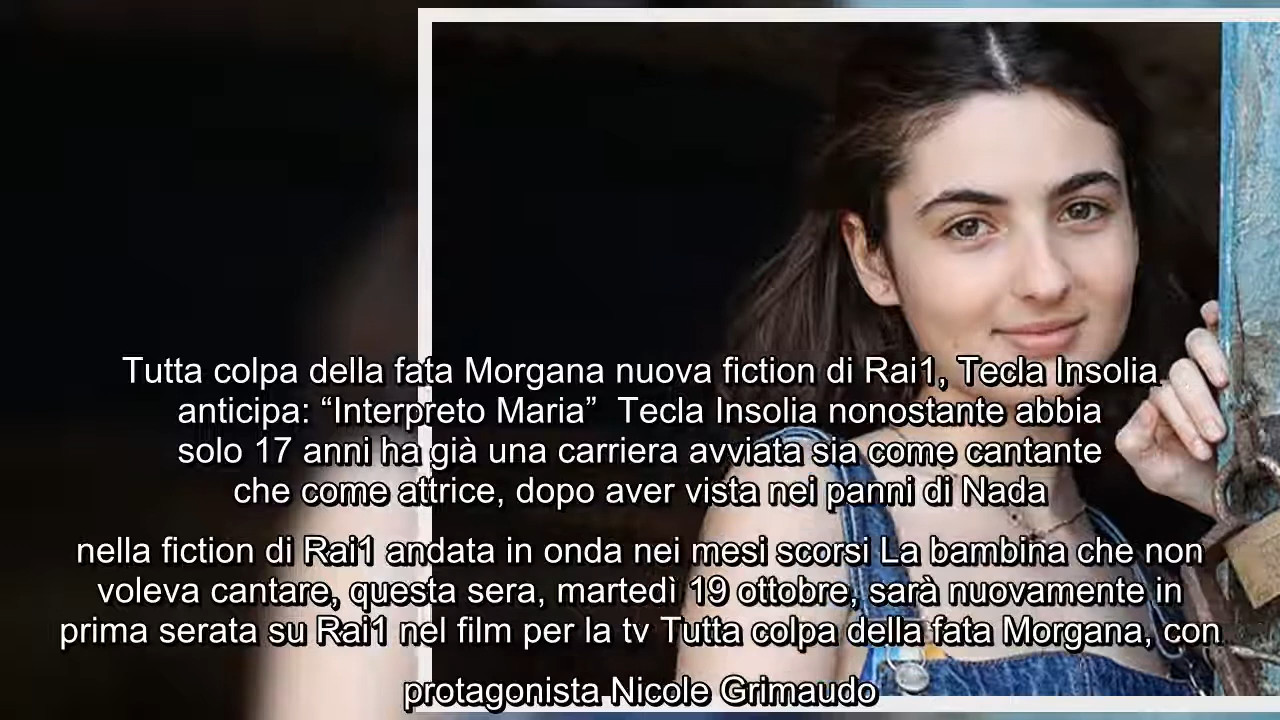 Tutta colpa della fata Morgana nuova fiction di Rai1, Tecla Insolia
anticipa: “Interpreto Maria”  Tecla Insolia nonostante abbia
solo 17 anni ha già una carriera avviata sia come cantante
che come attrice, dopo aver vista nei panni di Nada
nella fiction di Rai1 andata in onda nei mesi scorsi La bambina che non
voleva cantare, questa sera, martedì 19 ottobre, sarà nuovamente in
prima serata su Rai1 nel film per la tv Tutta colpa della fata Morgana, con
protagonista Nicole Grimaudo